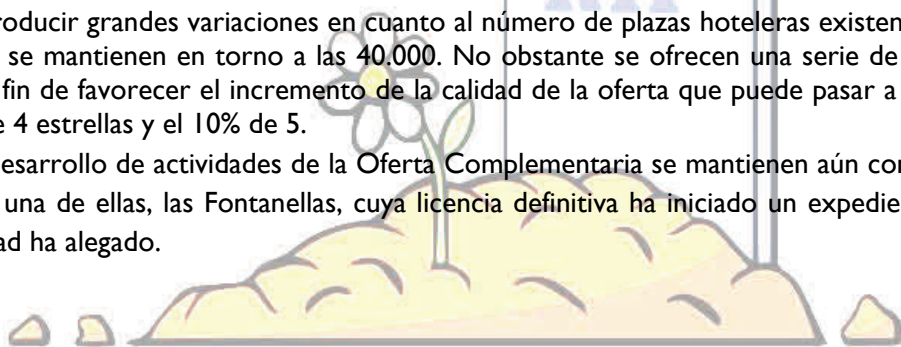 roducir grandes variaciones en cuanto al número de plazas hoteleras existen
se mantienen en torno a las 40.000. No obstante se ofrecen una serie de
fin de favorecer el incremento de la calidad de la oferta que puede pasar a
e 4 estrellas y el 10% de 5.
esarrollo de actividades de la Oferta Complementaria se mantienen aún con
una de ellas, las Fontanellas, cuya licencia definitiva ha iniciado un expedie
ad ha alegado.